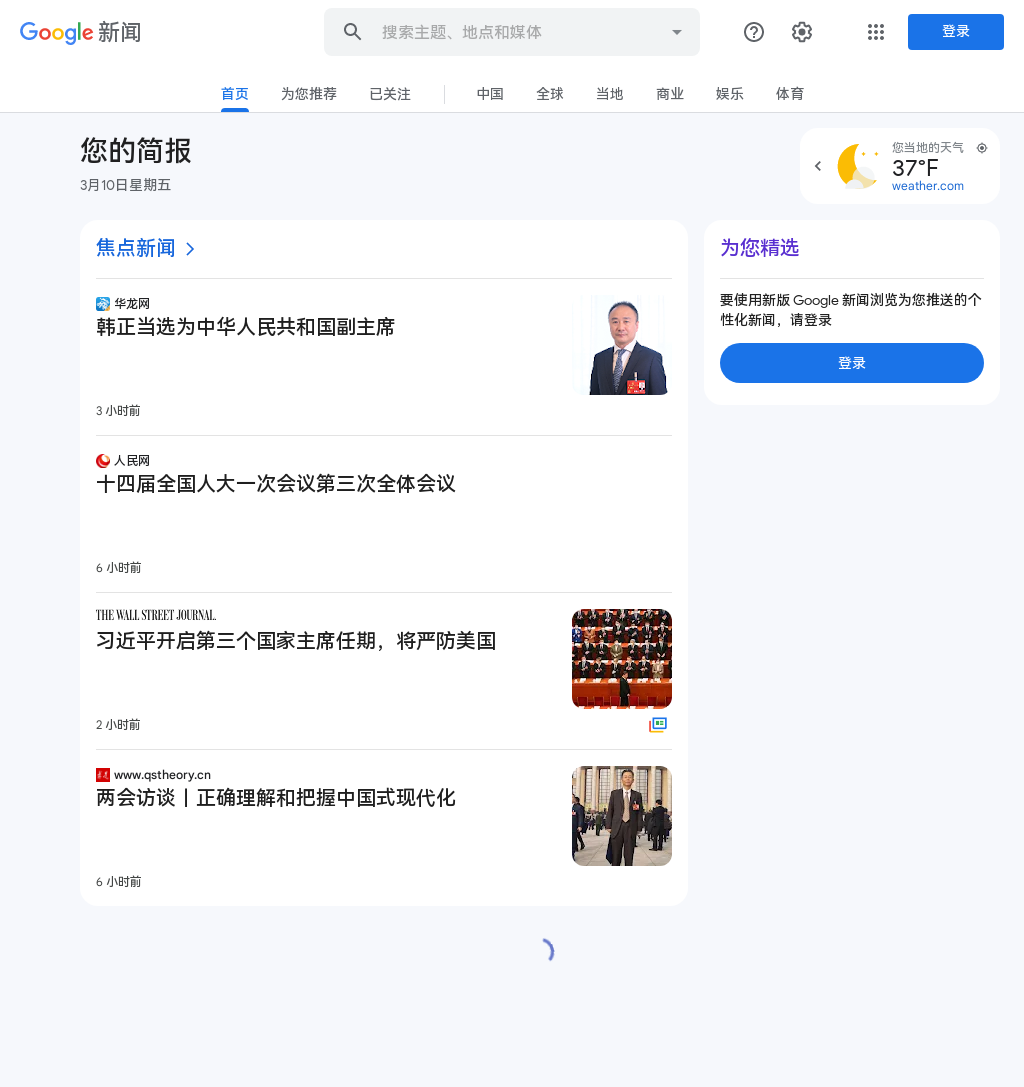 Google 新闻
搜索主题、地点和媒体
登录
首页
为您推荐
已关注
中国
全球
当地
商业
娱乐
体育
您的简报
3月10日星期五
您当地的天气
37°F
weather.com
焦点新闻
华龙网
韩正当选为中华人民共和国副主席
3 小时前
人民网
十四届全国人大一次会议第三次全体会议
6 小时前
THE WALL STREET JOURNAL.
习近平开启第三个国家主席任期，将严防美国
2 小时前
www.qstheory.cn
两会访谈丨正确理解和把握中国式现代化
6 小时前
为您精选
要使用新版 Google 新闻浏览为您推送的个
性化新闻，请登录
登录